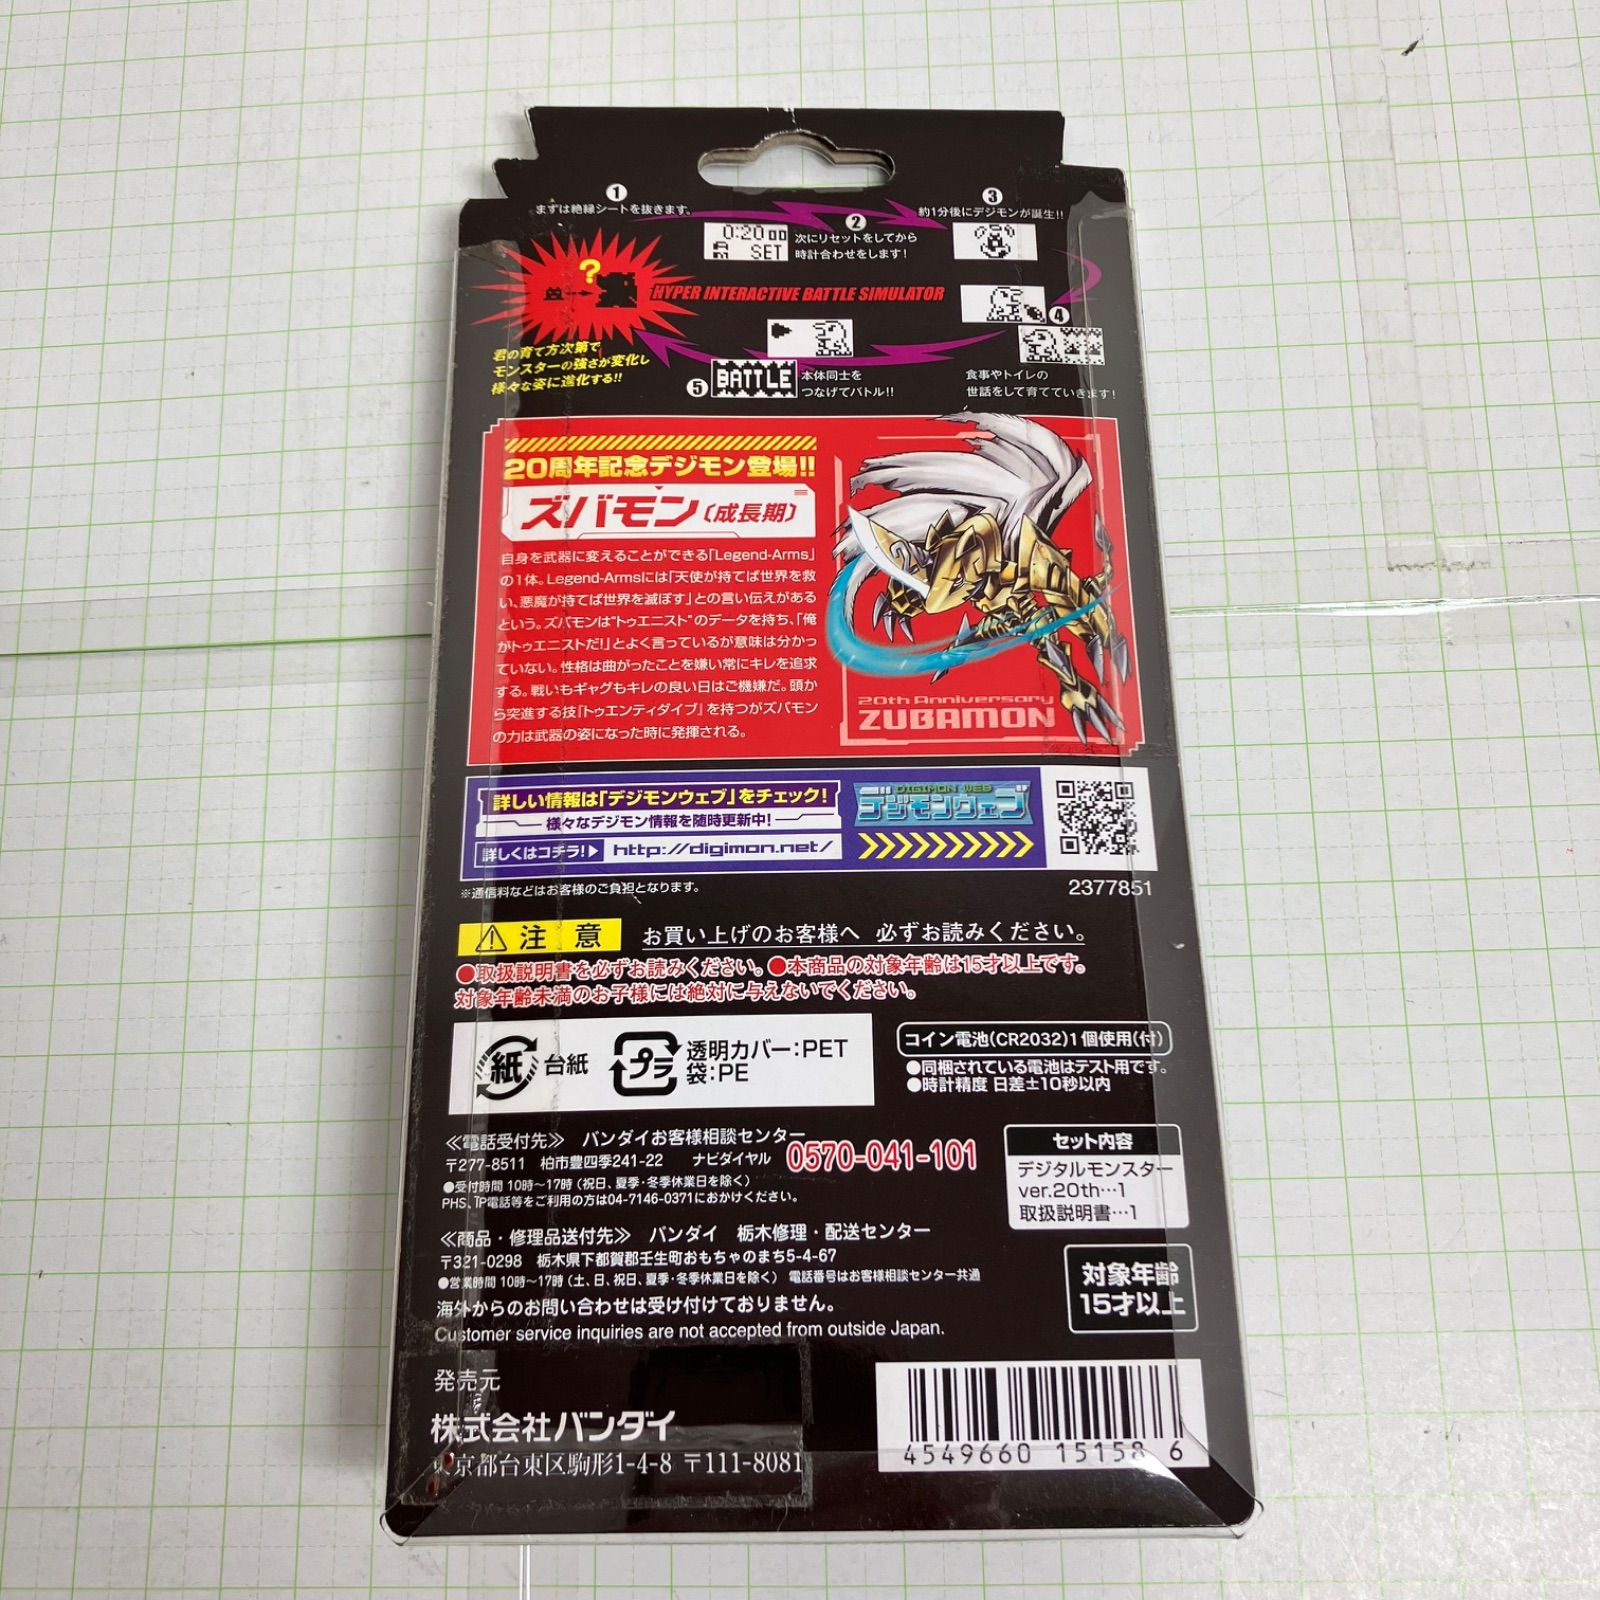 1
まずは絶縁シートを抜きます。
2
次にリセットをしてから
時計合わせをします!
0:20 00
SET
3
約1分後にデジモンが誕生!!
?
HYPER INTERACTIVE BATTLE SIMULATOR
4
食事やトイレの
世話をして育てていきます!
5
BATTLE
本体同士を
つなげてバトル!!
君の育て方次第で
モンスターの強さが変化し
様々な姿に進化する!!
20周年記念デジモン登場!!
ズバモン(成長期)
自身を武器に変えることができる「Legend-Arms」
の1体。Legend-Armsには「天使が持てば世界を救
い、悪魔が持てば世界を滅ぼす」との言い伝えがある
という。ズバモンは"トゥエニスト"のデータを持ち、「俺
がトゥエニストだ!」とよく言っているが意味は分かっ
ていない。性格は曲がったことを嫌い常にキレを追求
する。戦いもギャグもキレの良い日はご機嫌だ。頭か
ら突進する技「トゥエンティダイブ」を持つがズバモン
の力は武器の姿になった時に発揮される。
20th Anniversary
ZUBAMON
詳しい情報は「デジモンウェブ」をチェック!
様々なデジモン情報を随時更新中!
詳しくはコチラ!▶ http://digimon.net/
DIGIMON WEB
デジモンウェブ
※通信料などはお客様のご負担となります。
2377851
⚠注 意 お買い上げのお客様へ 必ずお読みください。
●取扱説明書を必ずお読みください。●本商品の対象年齢は15才以上です。
対象年齢未満のお子様には絶対に与えないでください。
紙 台紙
プラ 透明カバー:PET
袋:PE
コイン電池(CR2032)1個使用(付)
●同梱されている電池はテスト用です。
●時計精度 日差±10秒以内
≪電話受付先≫ バンダイお客様相談センター
〒277-8511 柏市豊四季241-22 ナビダイヤル 0570-041-101
●受付時間 10時~17時(祝日、夏季・冬季休業日を除く)
PHS、IP電話等をご利用の方は04-7146-0371におかけください。
≪商品・修理品送付先≫ バンダイ 栃木修理・配送センター
〒321-0298 栃木県下都賀郡壬生町おもちゃのまち5-4-67
●営業時間 10時~17時(土、日、祝日、夏季・冬季休業日を除く) 電話番号はお客様相談センター共通
海外からのお問い合わせは受け付けておりません。
Customer service inquiries are not accepted from outside Japan.
セット内容
デジタルモンスター
ver.20th…1
取扱説明書…1
対象年齢
15才以上
発売元
株式会社バンダイ
東京都台東区駒形1-4-8 〒111-8081
4549660 15158 6